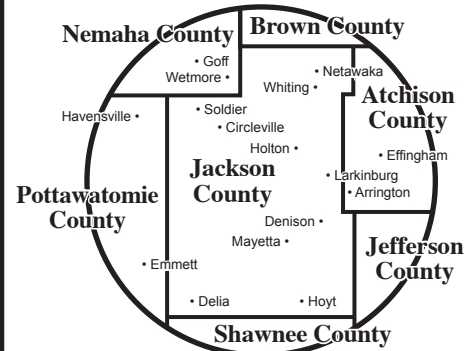 Nemaha County
Brown County
• Goff
Wetmore •
• Netawaka
Whiting •
Atchison
County
Havensville •
• Soldier
• Circleville
Holton •
• Effingham
Jackson
County
• Larkinburg
• Arrington
Pottawatomie
County
Denison •
Mayetta •
Jefferson
County
• Emmett
• Delia
• Hoyt
Shawnee County